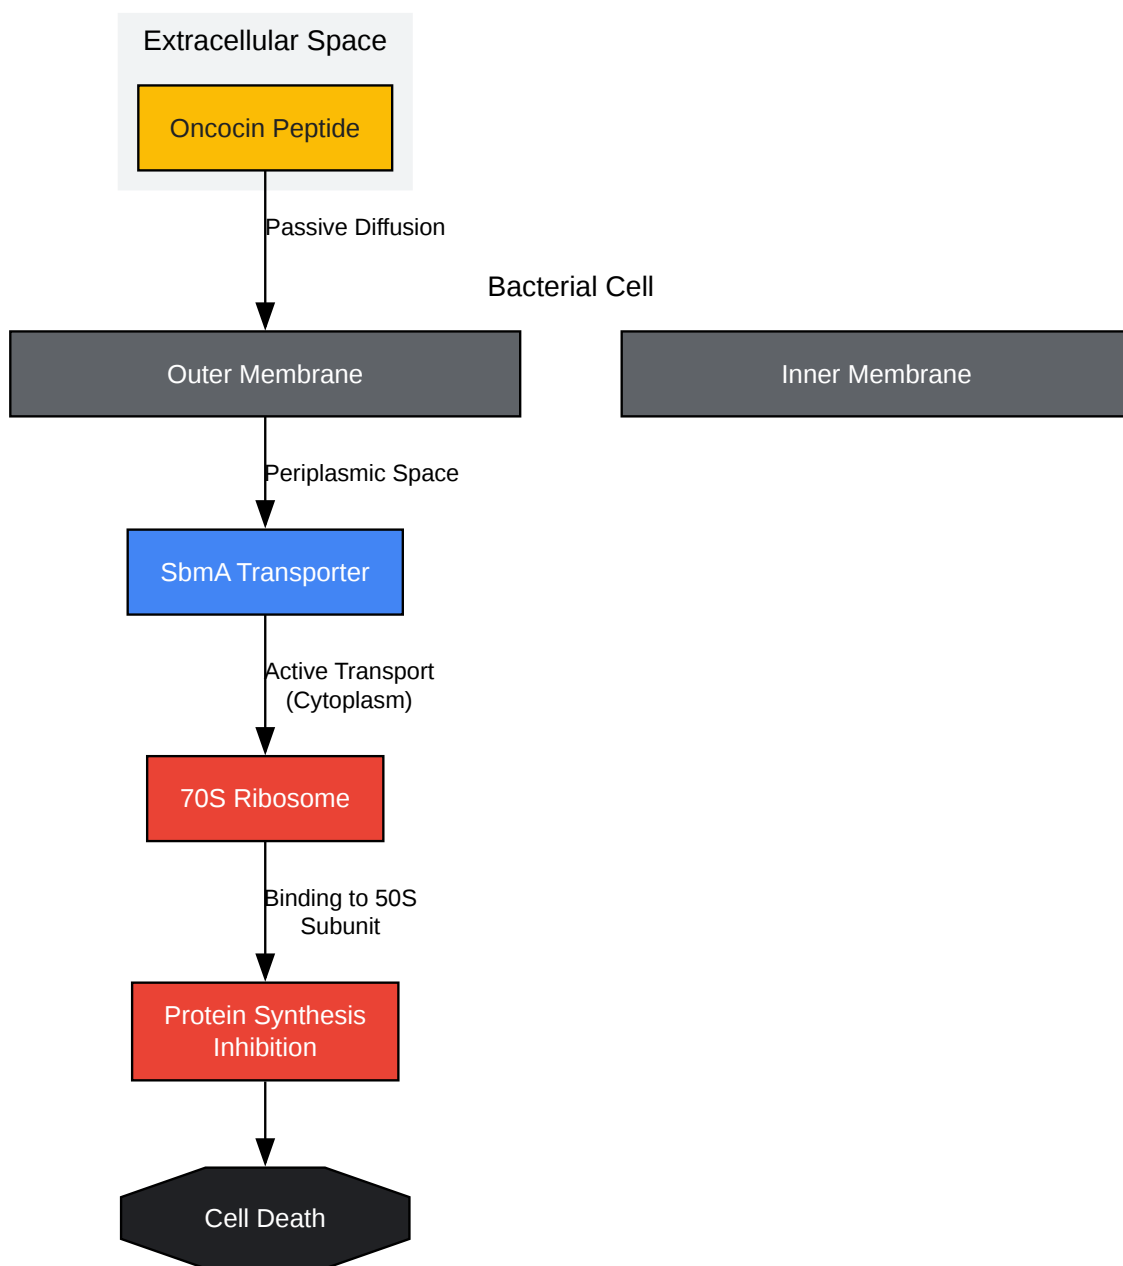 Extracellular Space
Oncocin Peptide
Passive Diffusion
Bacterial Cell
Outer Membrane
Inner Membrane
Periplasmic Space
SbmA Transporter
Active Transport
(Cytoplasm)
70S Ribosome
Binding to 50S
Subunit
Protein Synthesis
Inhibition
Cell Death